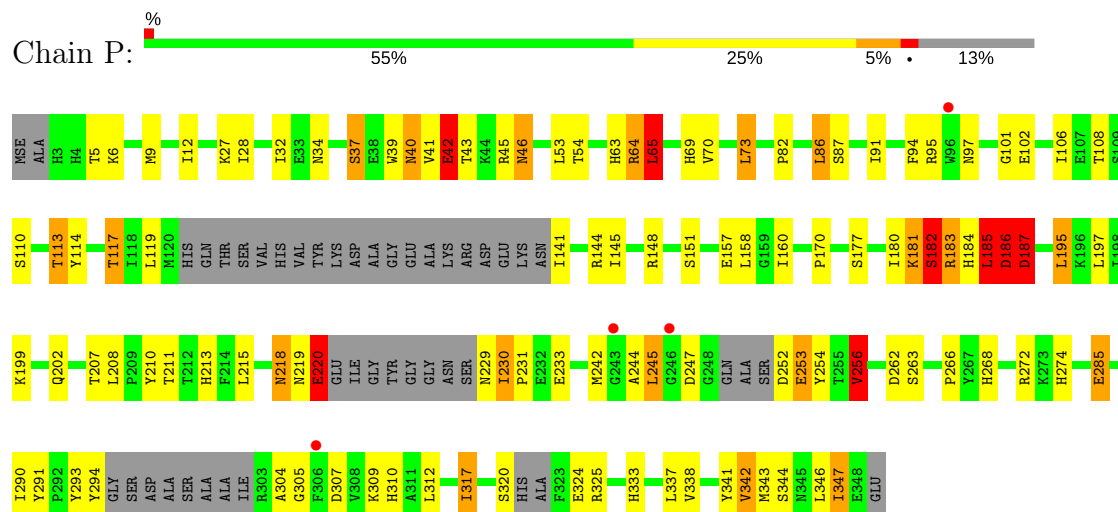 %
Chain P:
55% 25% 5% • 13%
MSE ALA H3 H4 T5 K6 M9 I12 K27 I28 I32 E33 N34 S37 E38 W39 N40 V41 E42 T43 K44 R45 N46 L53 T54 H63 R64 L65 H69 V70 L73 P82 L86 S87 I91 F94 R95 W96 N97 G101 E102 I106 E107 T108 S109
S110 T113 Y114 T117 I118 L119 M120 HIS GLN THR SER VAL HIS VAL TYR LYS ASP ALA GLY GLU ALA LYS ARG ASP GLU LYS ASN I141 R144 I145 R148 S151 E157 L158 G159 I160 P170 S177 I180 K181 S182 R183 H184 L185 D186 D187 L195 K196 L197 I198
K199 Q202 T207 L208 P209 Y210 T211 T212 H213 F214 L215 N218 N219 E220 GLU ILE GLY TYR GLY GLY ASN SER N229 I230 P231 E232 E233 M242 G243 A244 L245 G246 D247 G248 GLN ALA SER D252 E253 Y254 T255 V256 D262 S263 P266 Y267 H268 R272 K273 H274 E285
I290 Y291 P292 Y293 Y294 GLY SER ASP ALA SER ALA ALA ILE R303 A304 G305 F306 D307 V308 K309 H310 A311 L312 I317 S320 HIS ALA F323 E324 R325 H333 L337 V338 Y341 V342 M343 S344 N345 L346 I347 E348 GLU